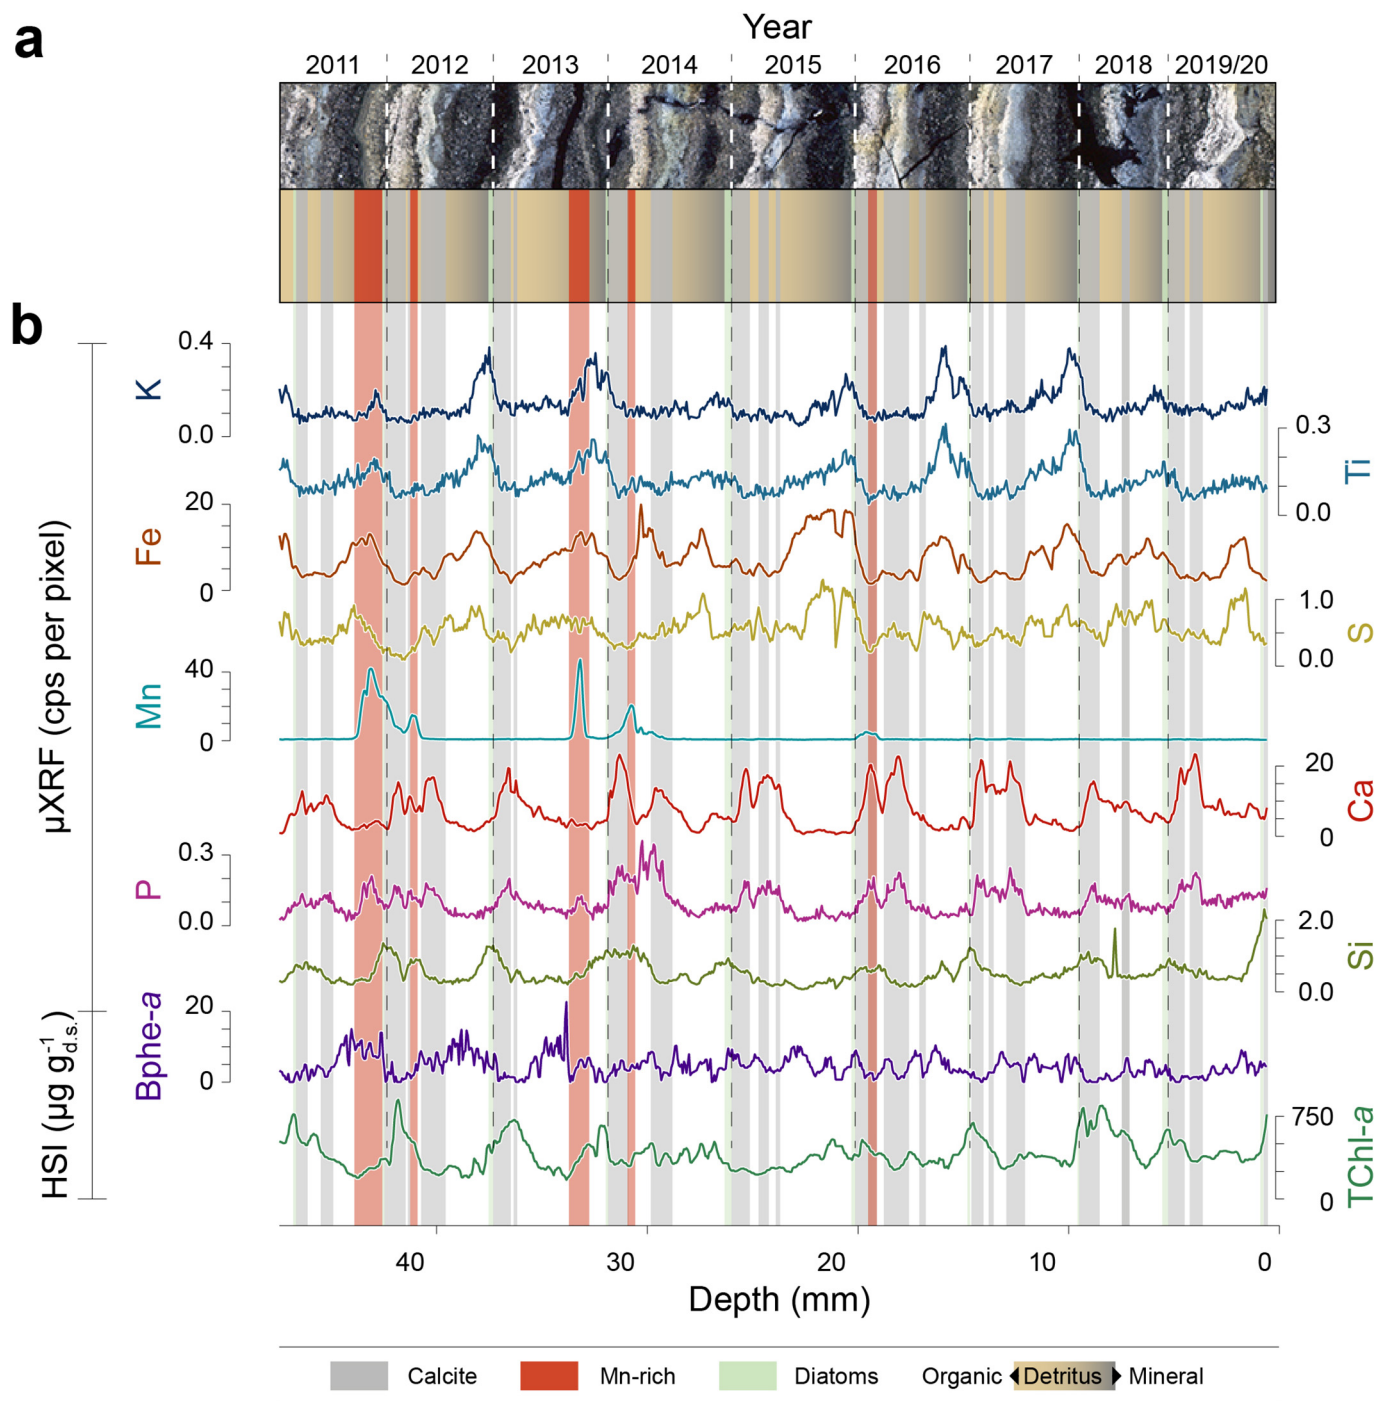 a
Year
2011 2012 2013 2014 2015 2016 2017 2018 2019/20
b
μXRF (cps per pixel)
K
0.4
0.0
0.3
Ti
0.0
Fe
20
0
1.0
S
0.0
Mn
40
0
20
Ca
0
P
0.3
0.0
2.0
Si
0.0
HSI (μg g⁻¹d.s.)
Bphe-a
20
0
750
TChl-a
0
40 30 20 10 0
Depth (mm)
Calcite Mn-rich Diatoms Organic Detritus Mineral